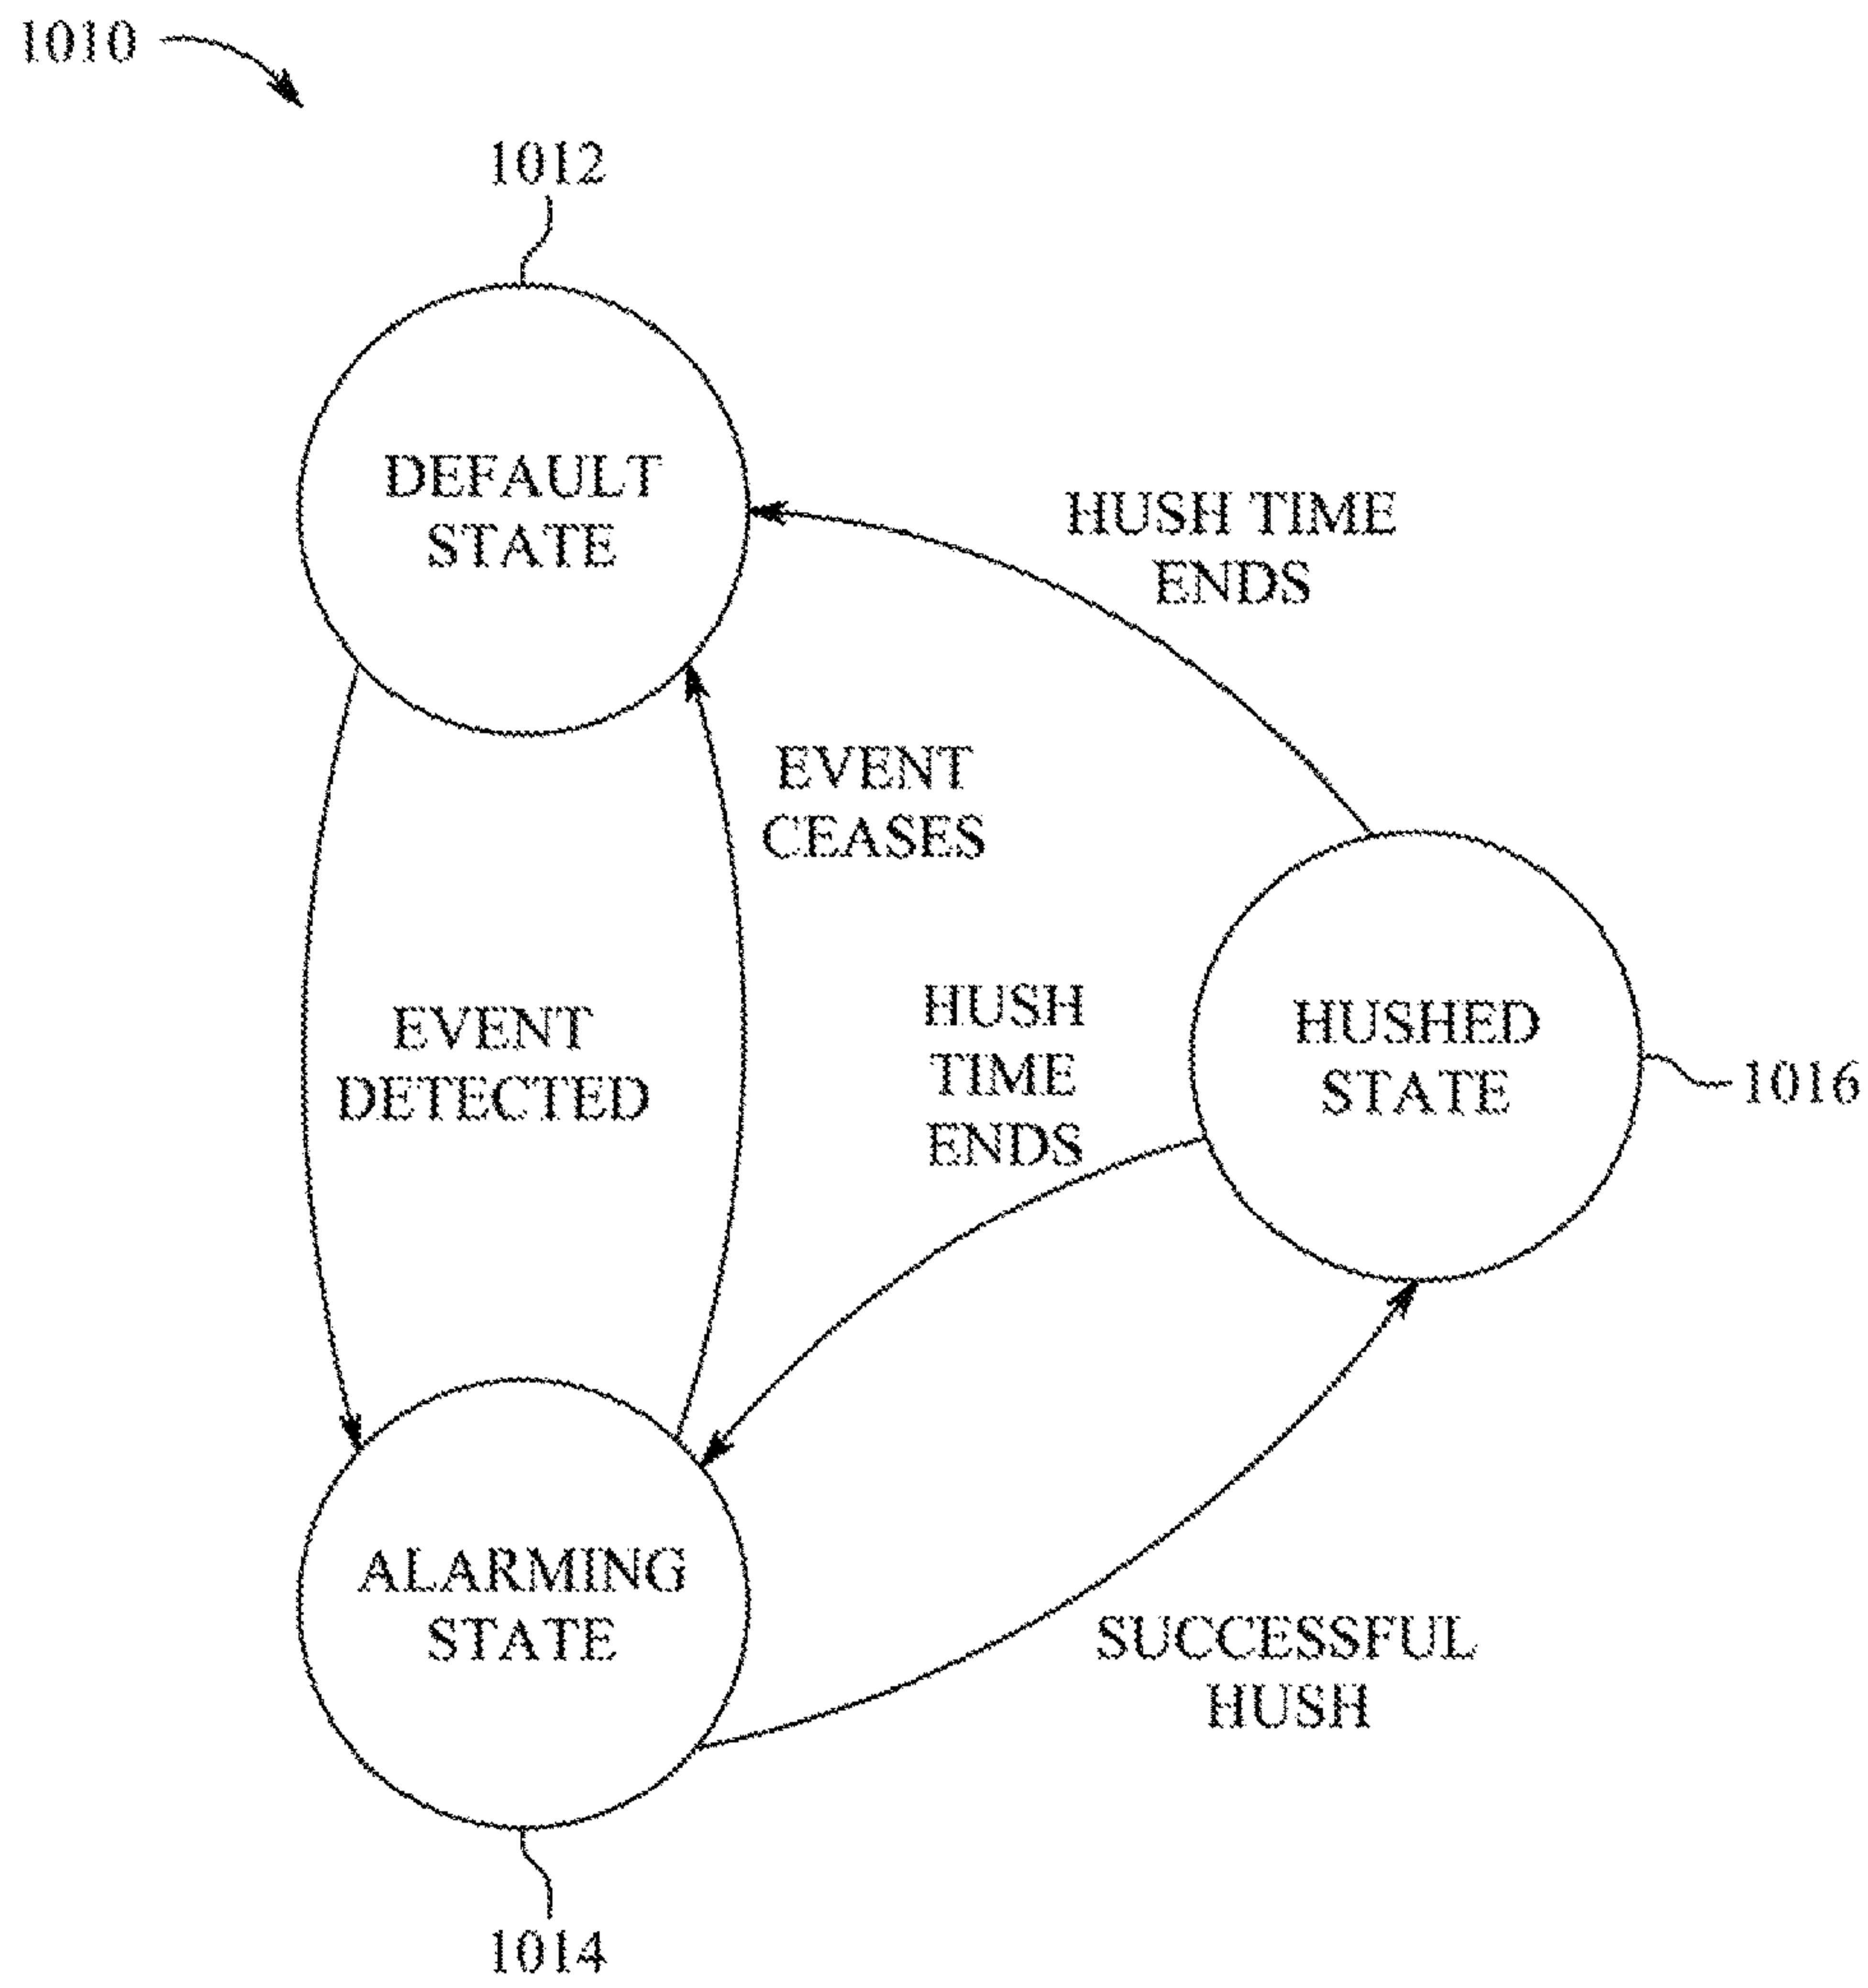 1010
1012
DEFAULT
STATE
HUSH TIME
ENDS
EVENT
CEASES
EVENT
DETECTED
HUSH
TIME
ENDS
HUSHED
STATE
1016
ALARMING
STATE
SUCCESSFUL
HUSH
1014